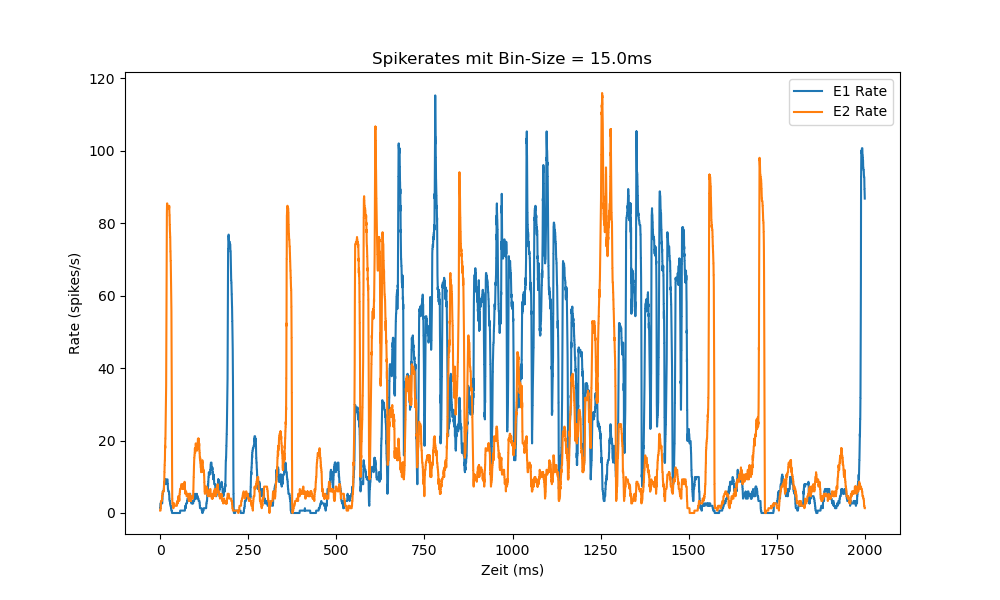 Spikerates mit Bin-Size = 15.0ms
E1 Rate
E2 Rate
Rate (spikes/s)
120
100
80
60
40
20
0
0 250 500 750 1000 1250 1500 1750 2000
Zeit (ms)